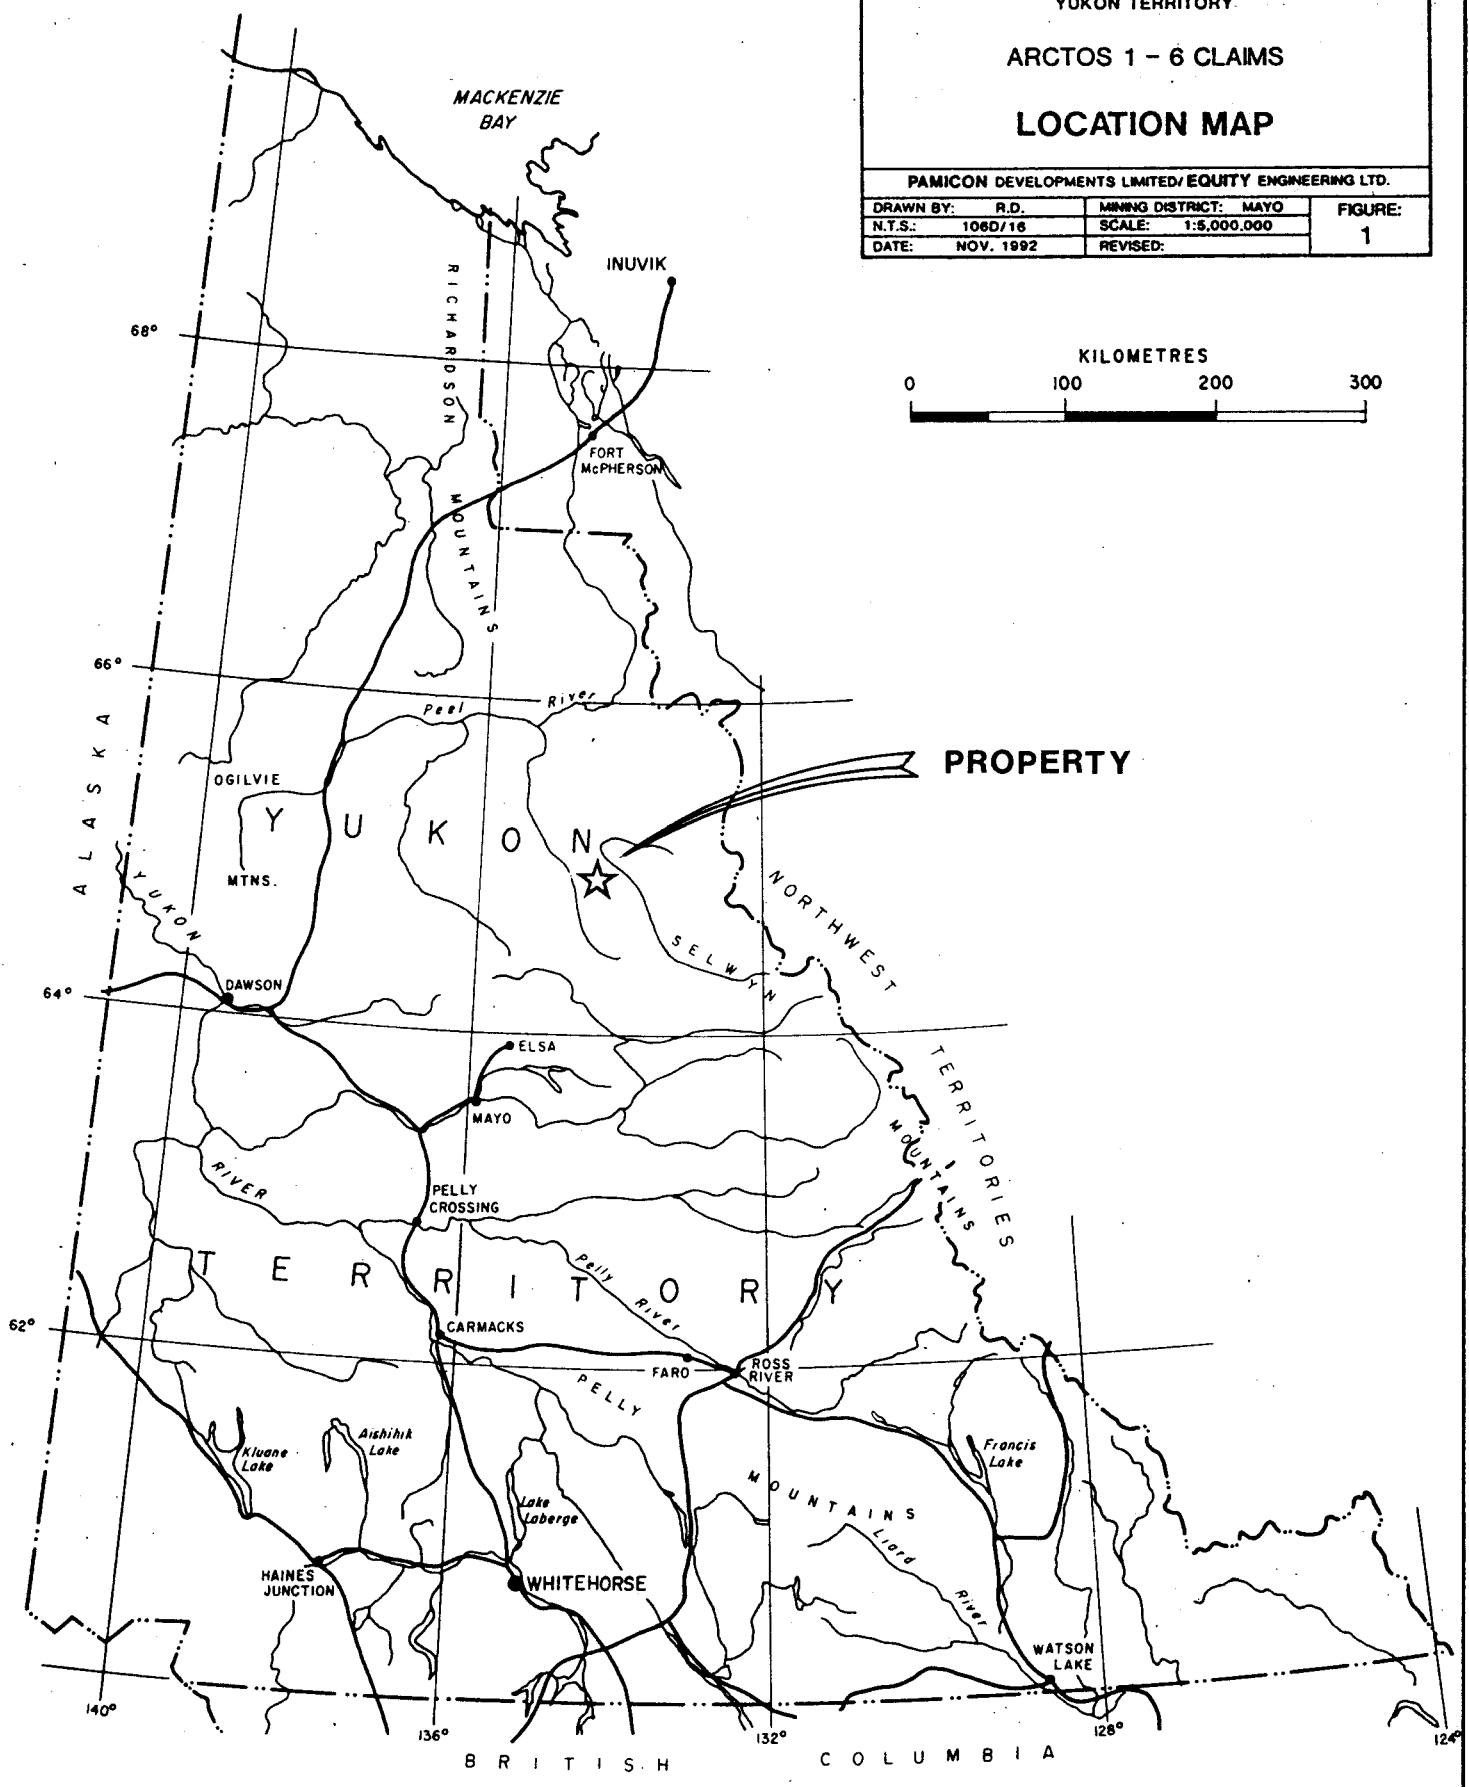 YUKON TERRITORY
ARCTOS 1 - 6 CLAIMS
LOCATION MAP
PAMICON DEVELOPMENTS LIMITED/EQUITY ENGINEERING LTD.
DRAWN BY: R.D.
MINING DISTRICT: MAYO
FIGURE:
1
N.T.S.: 106D/16
SCALE: 1:5,000,000
DATE: NOV. 1992
REVISED:
KILOMETRES
0 100 200 300
MACKENZIE
BAY
INUVIK
RICHARDSON
MOUNTAINS
68°
FORT
McPHERSON
66°
Peel River
ALASKA
OGILVIE
MTNS.
PROPERTY
YUKON
YUKON
NORTHWEST
TERRITORIES
SELWYN
MOUNTAINS
DAWSON
64°
ELSA
MAYO
RIVER
PELLY
CROSSING
TERRITORY
Pelly
River
62°
CARMACKS
FARO
ROSS
RIVER
PELLY
MOUNTAINS
Kluane
Lake
Aishihik
Lake
Lake
Laberge
Francis
Lake
Liard
River
HAINES
JUNCTION
WHITEHORSE
WATSON
LAKE
140°
136°
132°
128°
124°
BRITISH COLUMBIA